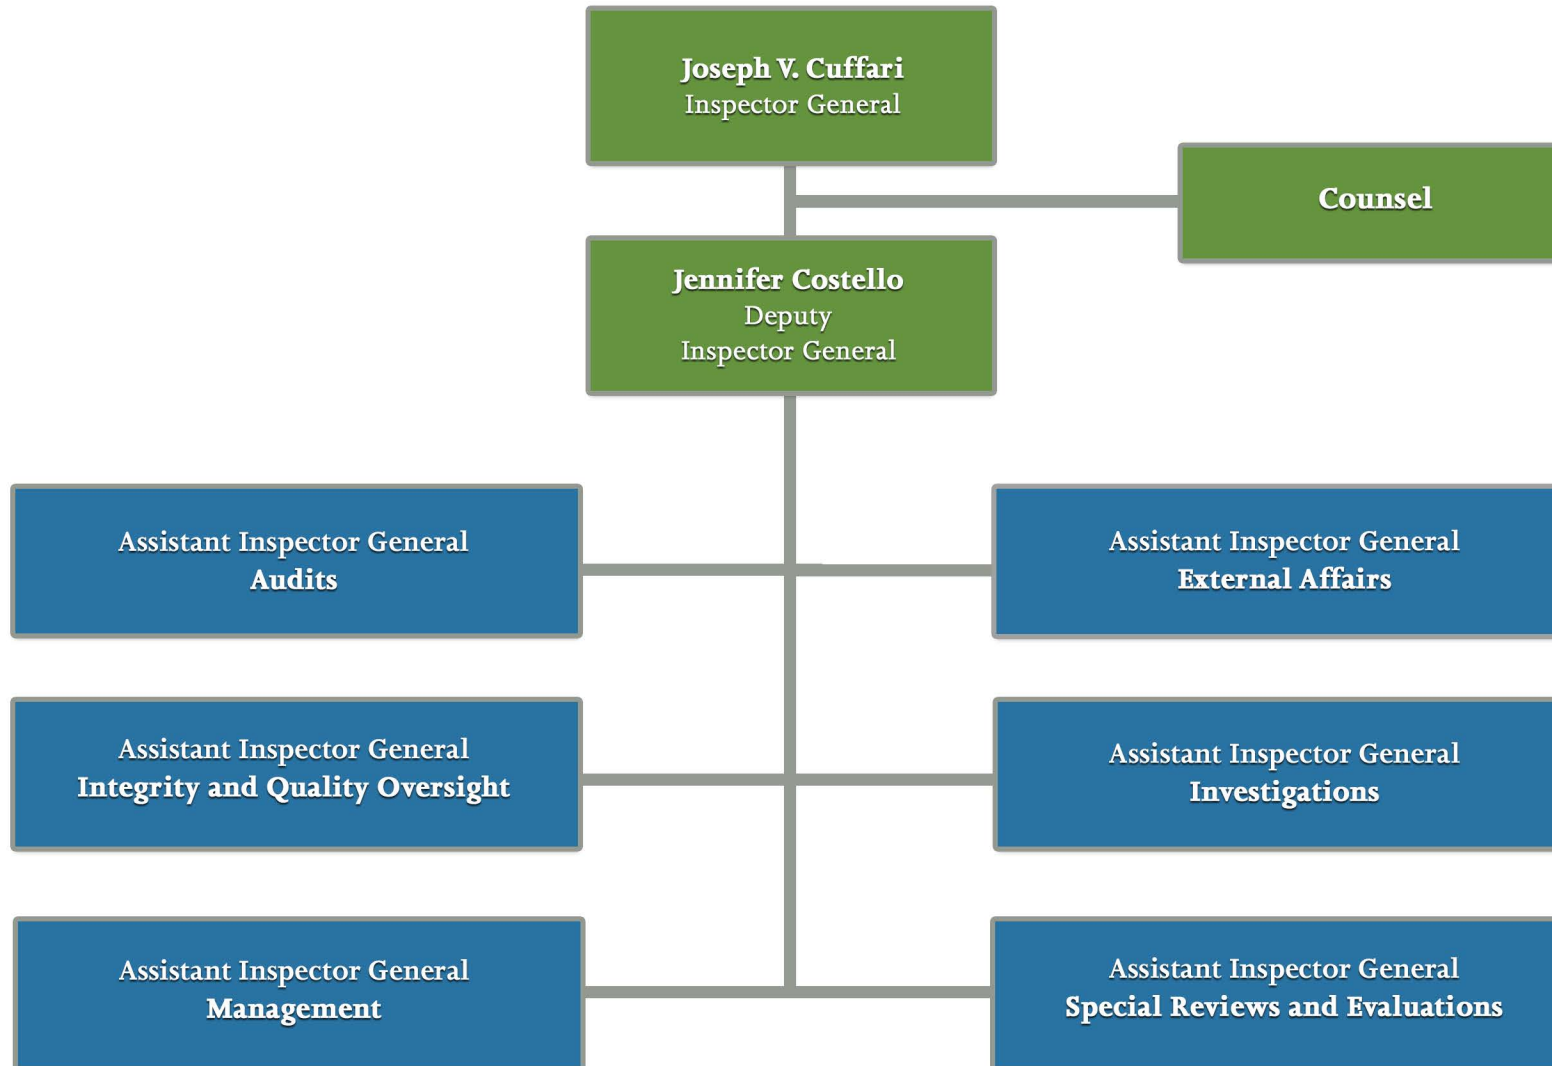 Joseph V. Cuffari
Inspector General
Counsel
Jennifer Costello
Deputy
Inspector General
Assistant Inspector General
Audits
Assistant Inspector General
External Affairs
Assistant Inspector General
Integrity and Quality Oversight
Assistant Inspector General
Investigations
Assistant Inspector General
Management
Assistant Inspector General
Special Reviews and Evaluations